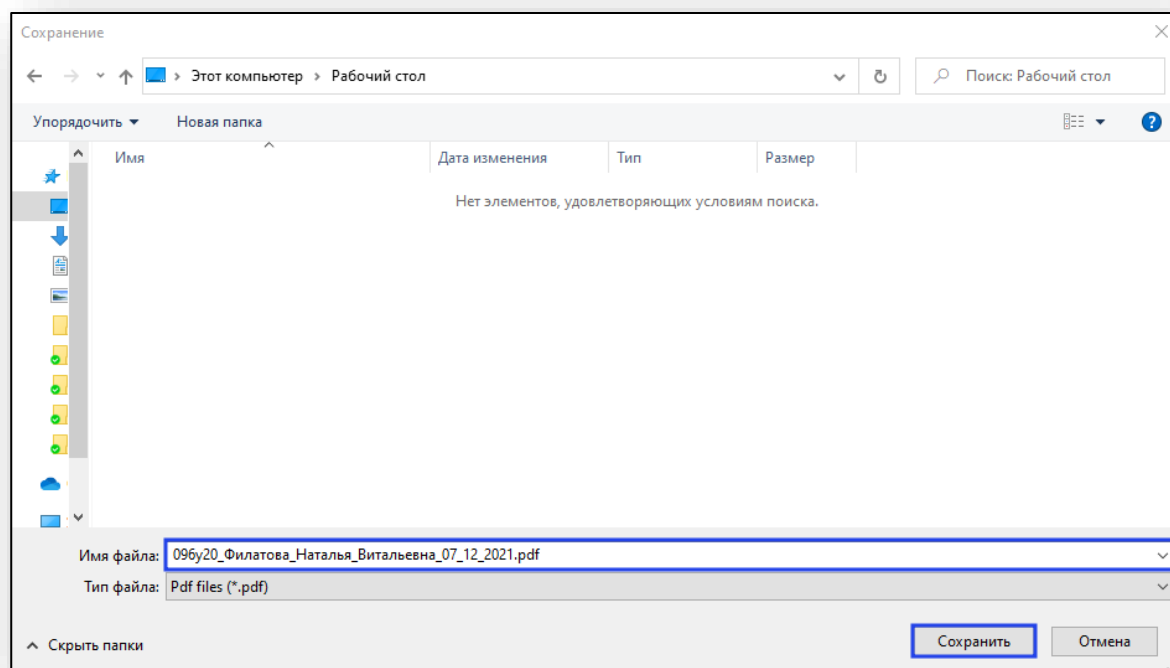 Сохранение
Этот компьютер › Рабочий стол
Поиск: Рабочий стол
Упорядочить
Новая папка
?
Имя
Дата изменения
Тип
Размер
Нет элементов, удовлетворяющих условиям поиска.
Имя файла: 096у20_Филатова_Наталья_Витальевна_07_12_2021.pdf
Тип файла: Pdf files (*.pdf)
Скрыть папки
Сохранить
Отмена